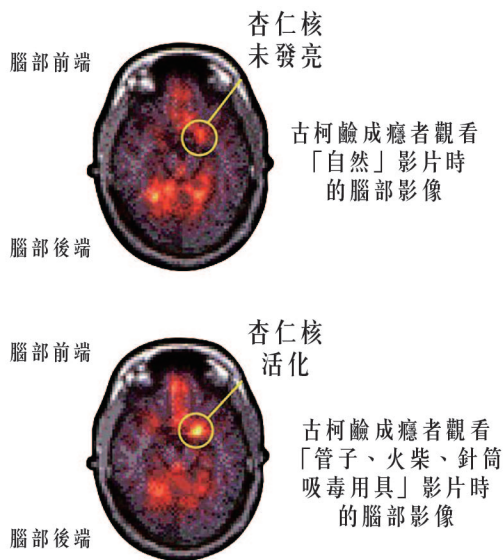 杏仁核
未發亮
腦部前端
古柯鹼成癮者觀看
「自然」影片時
的腦部影像
腦部後端
杏仁核
活化
腦部前端
古柯鹼成癮者觀看
「管子、火柴、針筒
吸毒用具」影片時
的腦部影像
腦部後端